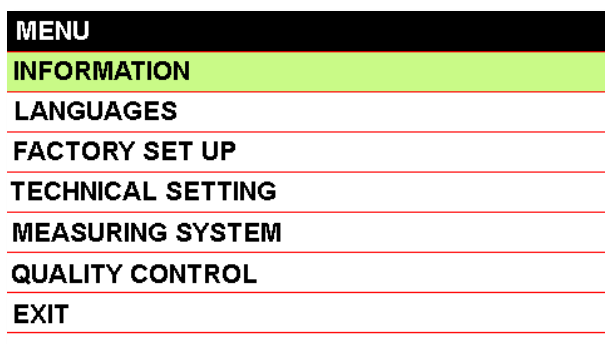 MENU
INFORMATION
LANGUAGES
FACTORY SET UP
TECHNICAL SETTING
MEASURING SYSTEM
QUALITY CONTROL
EXIT